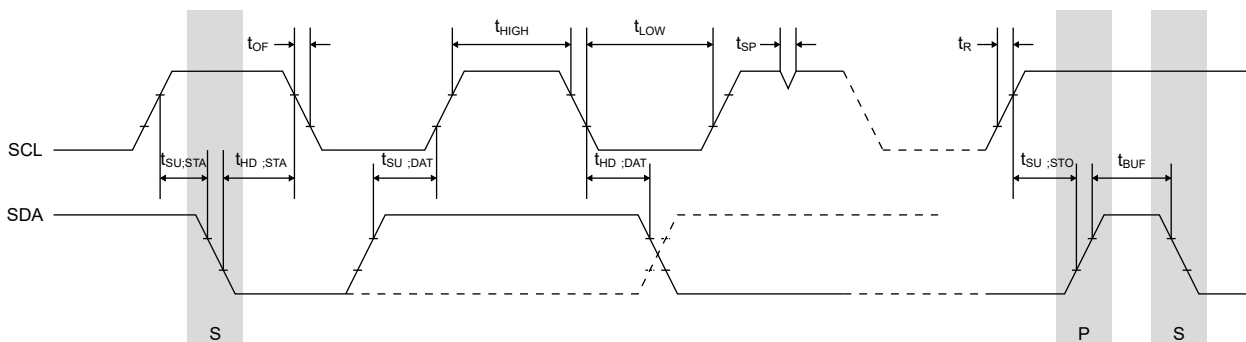 tOF
tHIGH
tLOW
tSP
tR
SCL
tSU;STA
tHD ;STA
tSU ;DAT
tHD ;DAT
tSU ;STO
tBUF
SDA
S
P
S